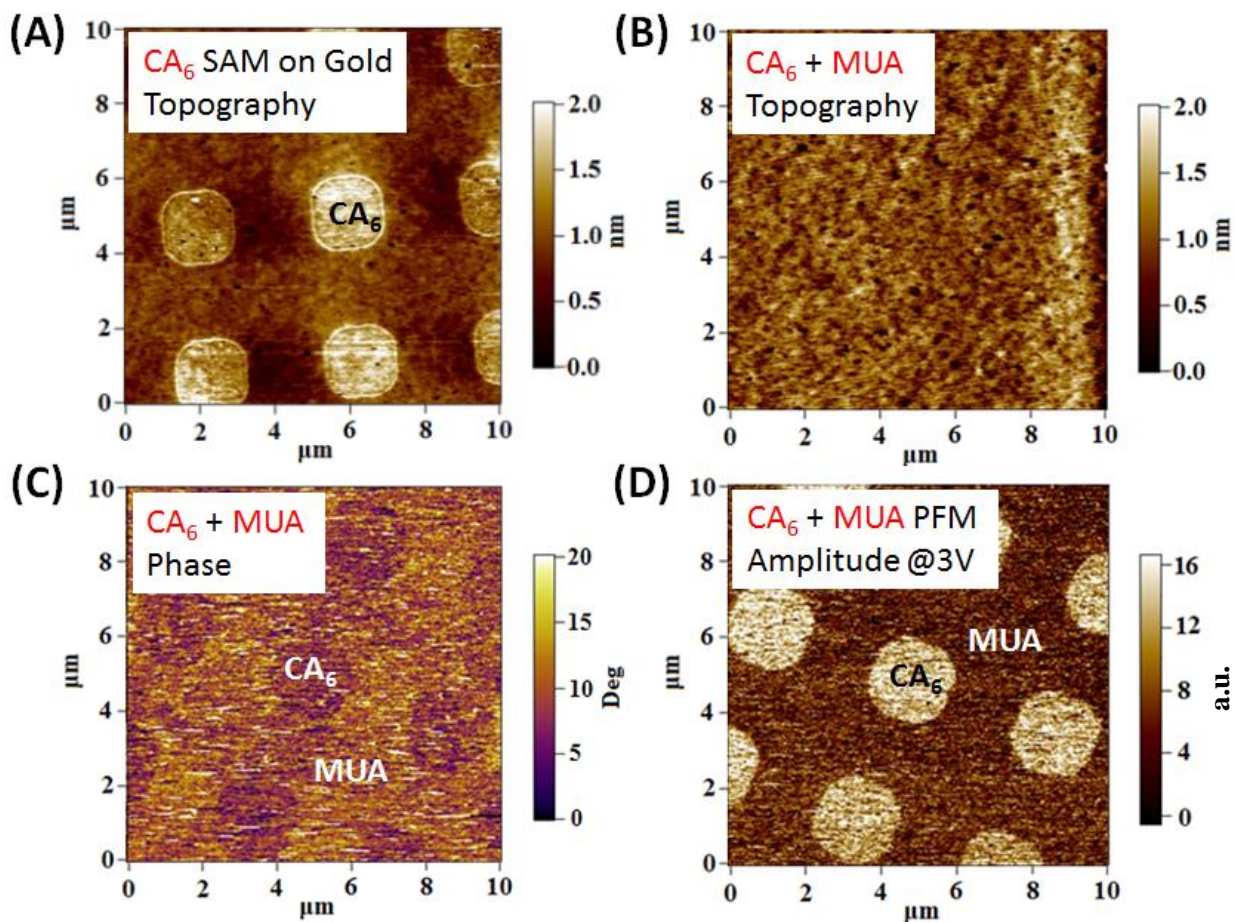 (A)
CA₆ SAM on Gold
Topography
CA₆
10
8
6
4
2
0
µm
0
2
4
6
8
10
µm
2.0
1.5
1.0
0.5
0.0
nm
(B)
CA₆ + MUA
Topography
10
8
6
4
2
0
µm
0
2
4
6
8
10
µm
2.0
1.5
1.0
0.5
0.0
nm
(C)
CA₆ + MUA
Phase
CA₆
MUA
10
8
6
4
2
0
µm
0
2
4
6
8
10
µm
20
15
10
5
0
Deg
(D)
CA₆ + MUA PFM
Amplitude @3V
MUA
CA₆
10
8
6
4
2
0
µm
0
2
4
6
8
10
µm
16
12
8
4
0
a.u.